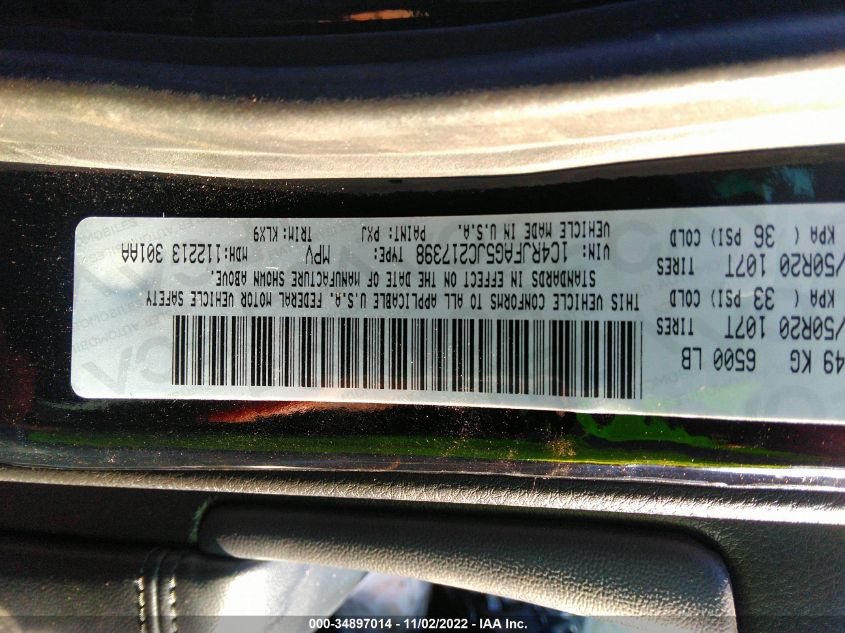 49 KG 6500 LB
/50R20 107T TIRES
KPA ( 33 PSI) COLD
/50R20 107T TIRES
KPA ( 36 PSI) COLD
THIS VEHICLE CONFORMS TO ALL APPLICABLE U.S.A. FEDERAL MOTOR VEHICLE SAFETY
STANDARDS IN EFFECT ON THE DATE OF MANUFACTURE SHOWN ABOVE.
VIN: 1C4RJFAG5JC217398 TYPE: MPV MDH:112213 301AA
VEHICLE MADE IN U.S.A. PAINT: PXJ TRIM:KLX9
000-34897014 - 11/02/2022 - IAA Inc.